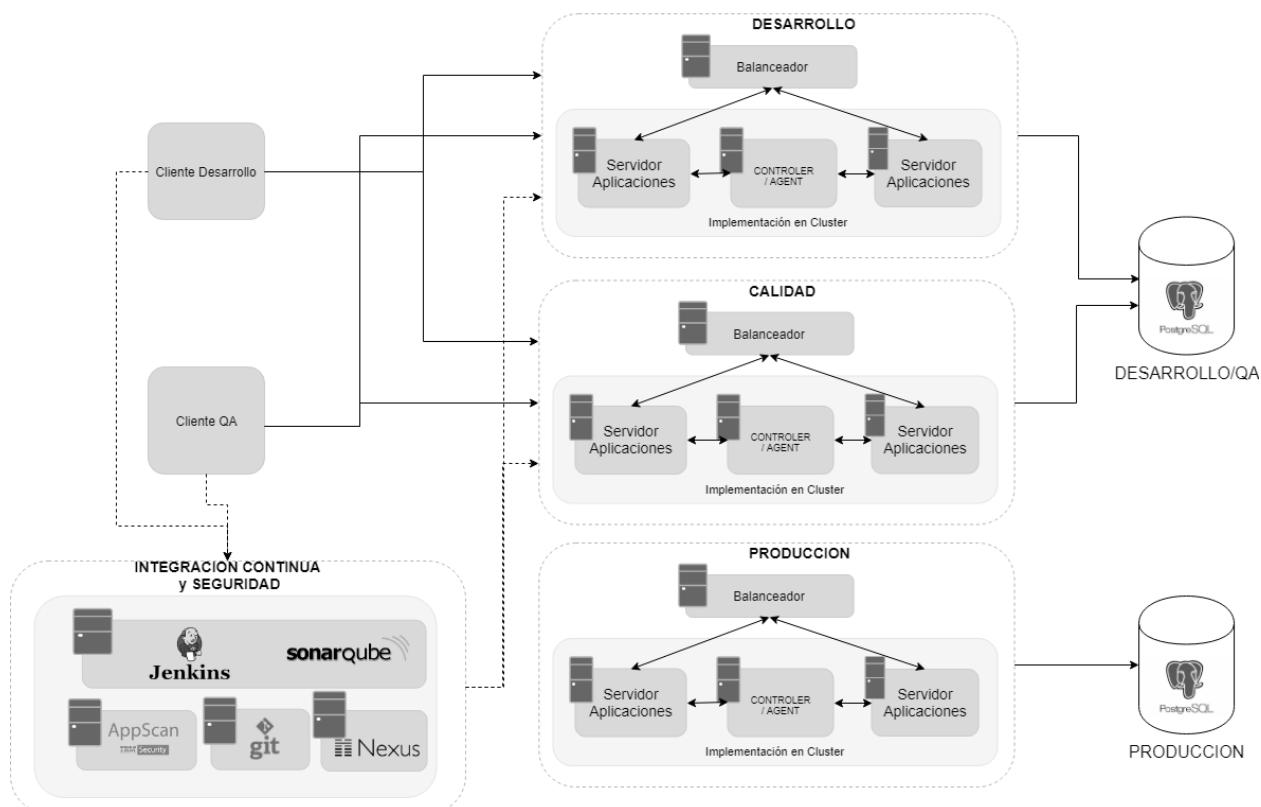 DESARROLLO
Balanceador
Servidor
Aplicaciones
CONTROLER
/ AGENT
Servidor
Aplicaciones
Implementación en Cluster
Cliente Desarrollo
CALIDAD
Balanceador
Servidor
Aplicaciones
CONTROLER
/ AGENT
Servidor
Aplicaciones
Implementación en Cluster
Cliente QA
PostgreSQL
DESARROLLO/QA
INTEGRACION CONTINUA
y SEGURIDAD
Jenkins
sonarqube
AppScan
IBM Security
git
Nexus
PRODUCCION
Balanceador
Servidor
Aplicaciones
CONTROLER
/ AGENT
Servidor
Aplicaciones
Implementación en Cluster
PostgreSQL
PRODUCCION